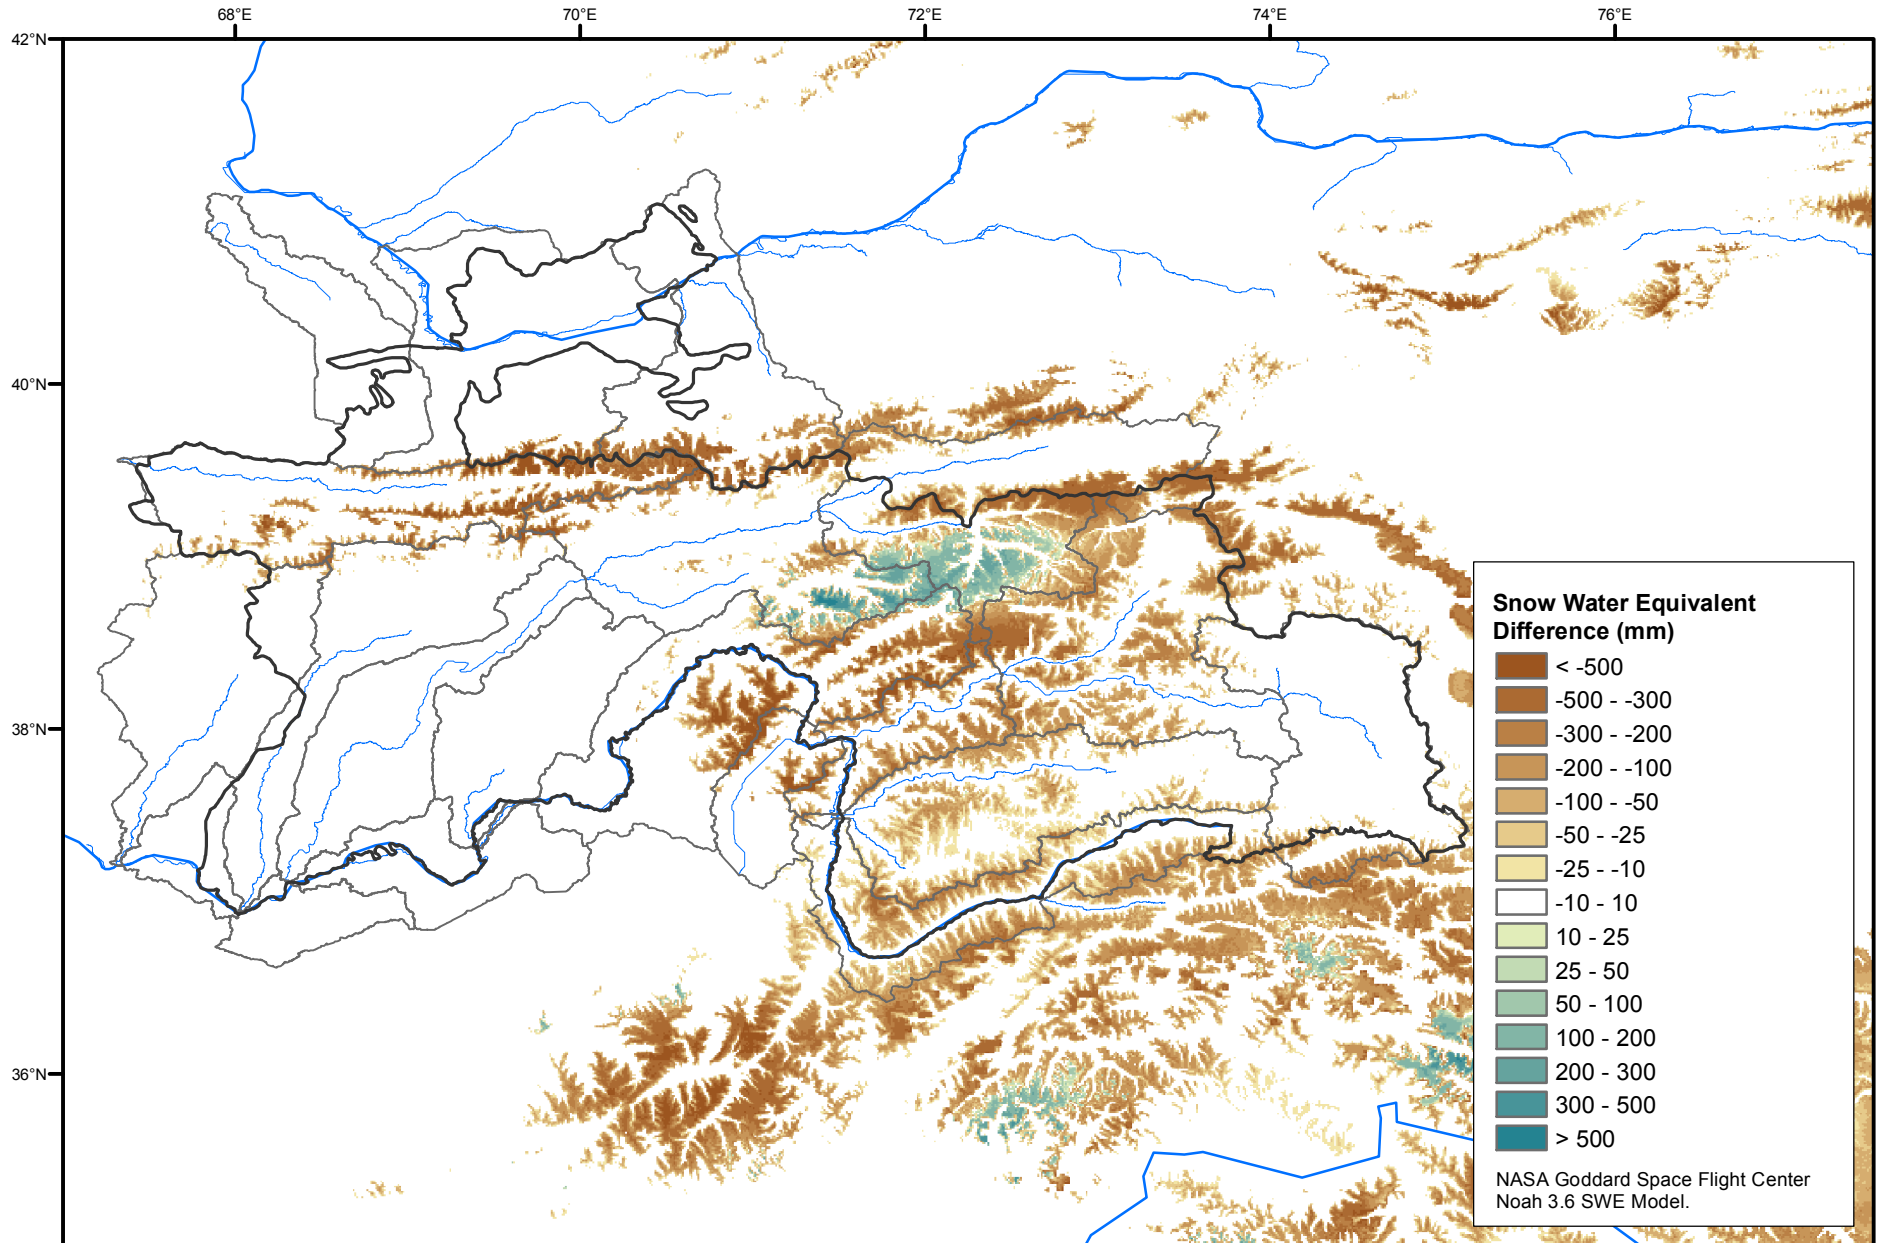 68°E 70°E 72°E 74°E 76°E
42°N
40°N
38°N
36°N
Snow Water Equivalent
Difference (mm)
< -500
-500 - -300
-300 - -200
-200 - -100
-100 - -50
-50 - -25
-25 - -10
-10 - 10
10 - 25
25 - 50
50 - 100
100 - 200
200 - 300
300 - 500
> 500
NASA Goddard Space Flight Center
Noah 3.6 SWE Model.